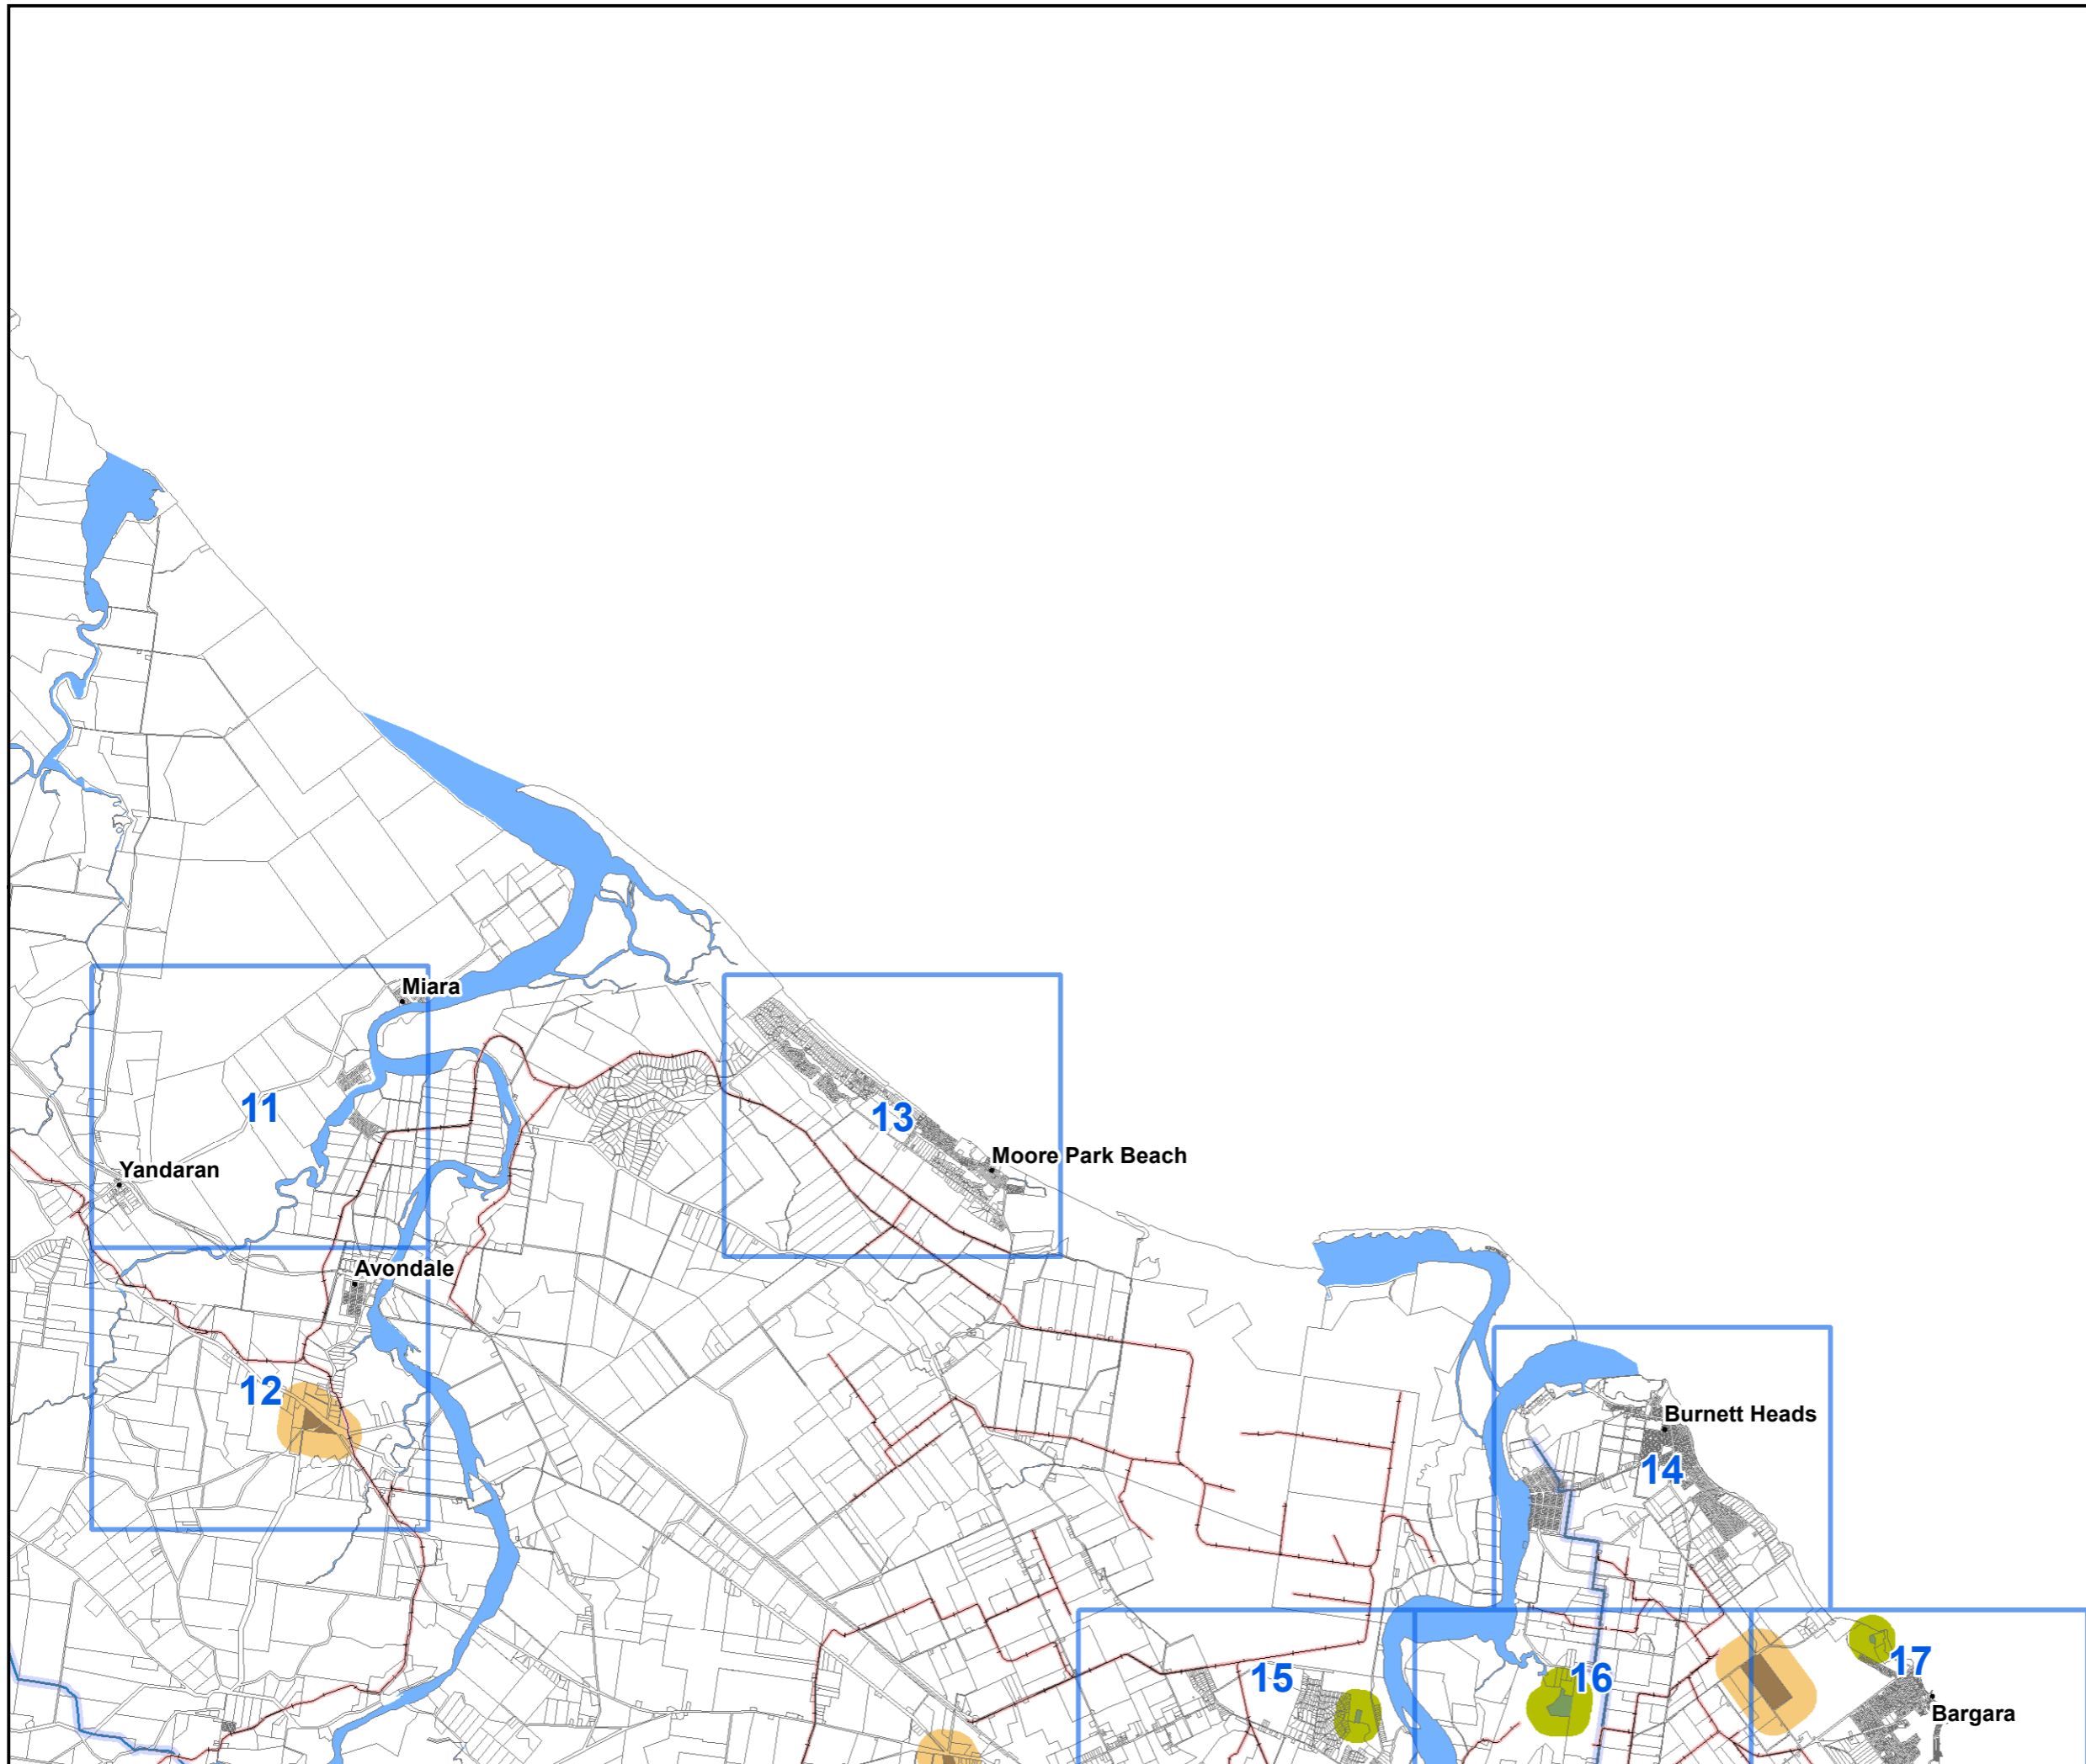 Miara
11
13
Moore Park Beach
Yandaran
Avondale
12
Burnett Heads
14
15
16
17
Bargara